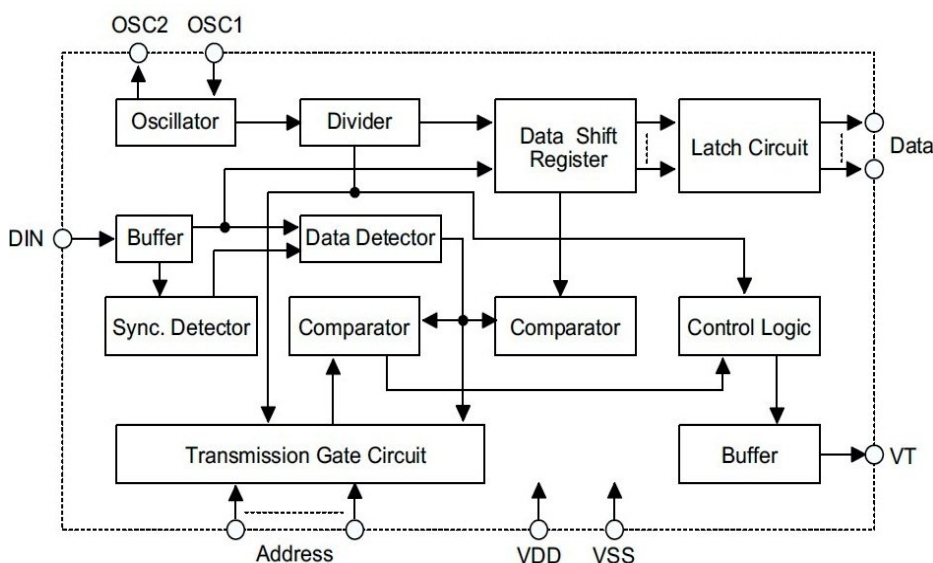 OSC2 OSC1
Oscillator
Divider
Data Shift
Register
Latch Circuit
Data
DIN
Buffer
Data Detector
Sync. Detector
Comparator
Comparator
Control Logic
Transmission Gate Circuit
Buffer
VT
Address
VDD
VSS